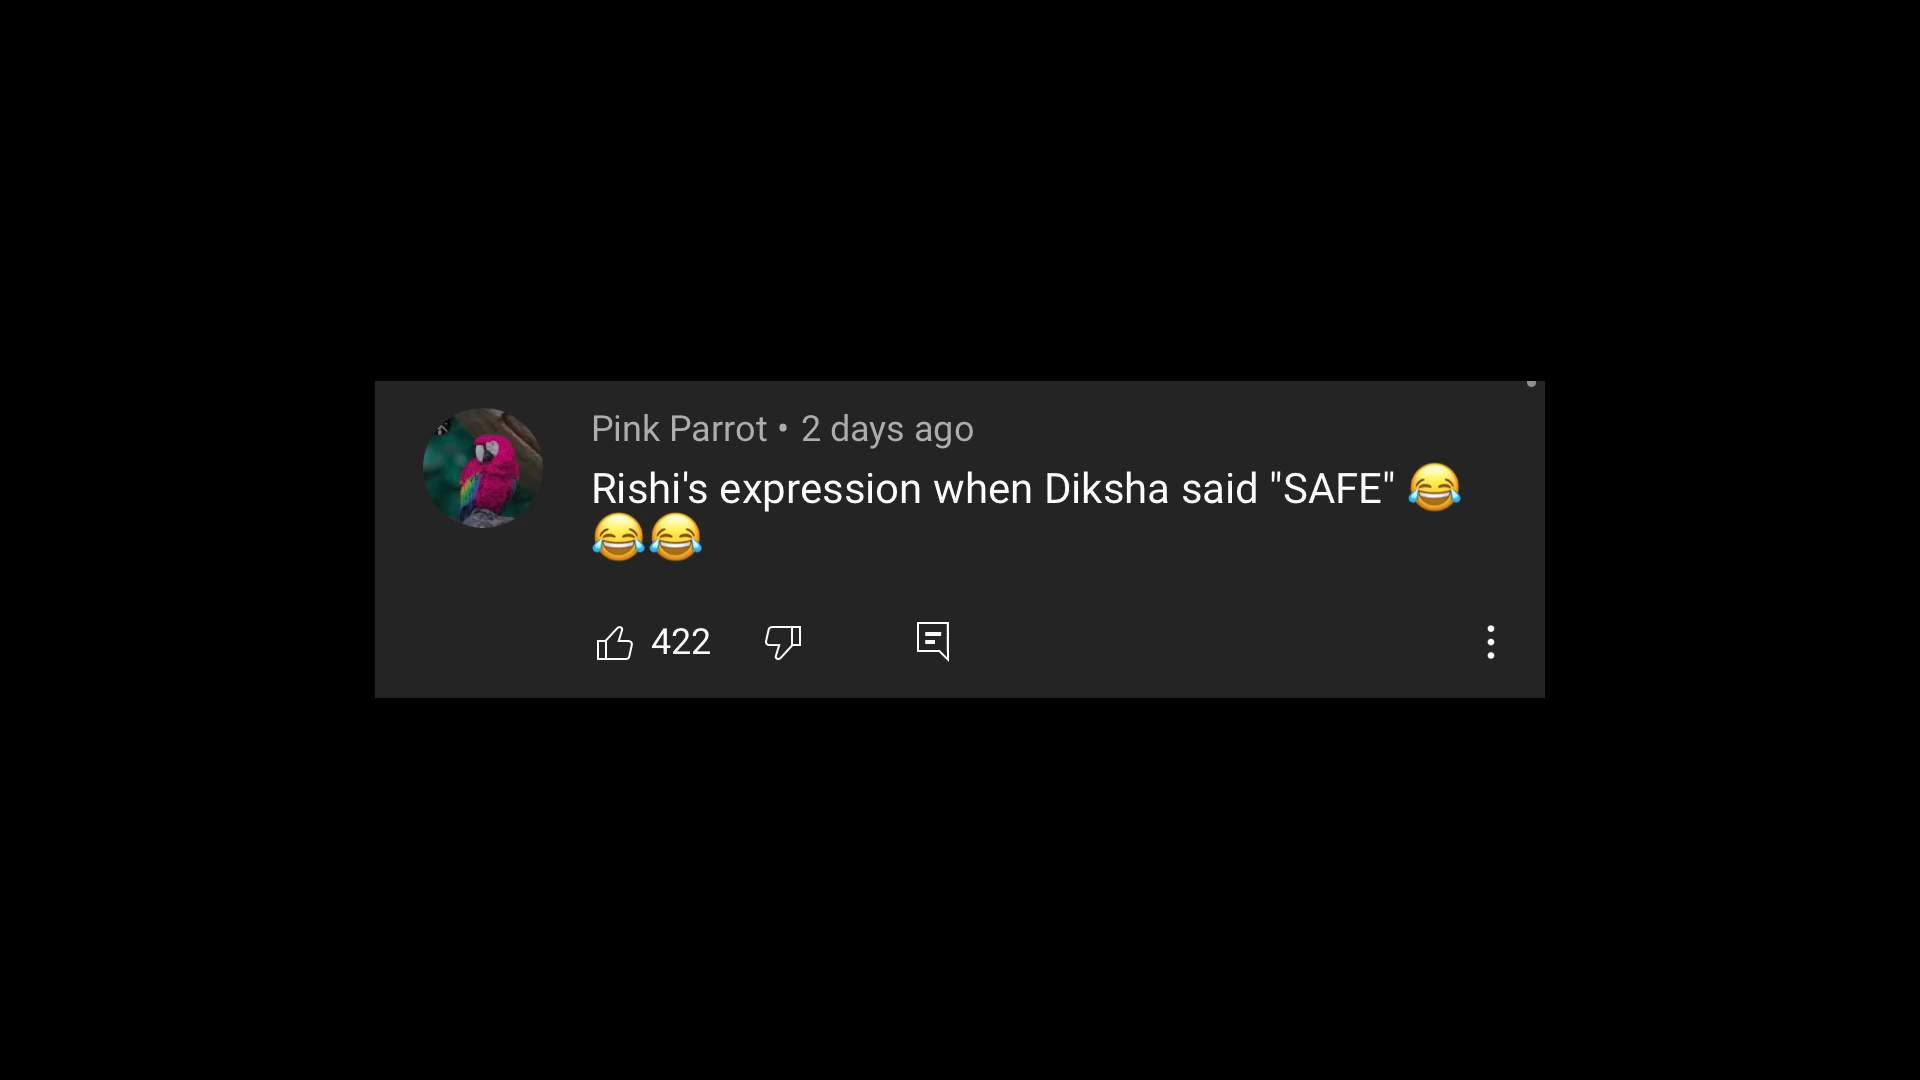 Pink Parrot • 2 days ago
Rishi's expression when Diksha said "SAFE" 😂
😂😂
422